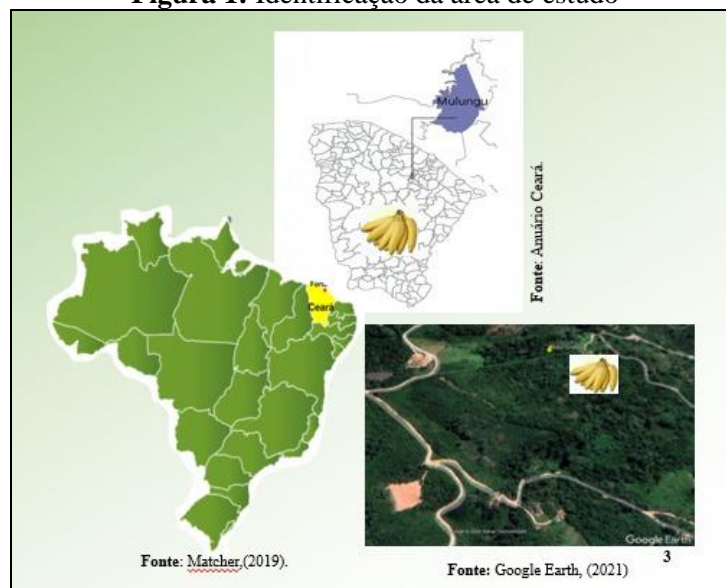 Figura 1. Identificação da área de estudo
Mulungu
Fonte: Anuário Ceará.
Ceará
Fonte: Matcher,(2019).
Google Earth
3
Fonte: Google Earth, (2021)